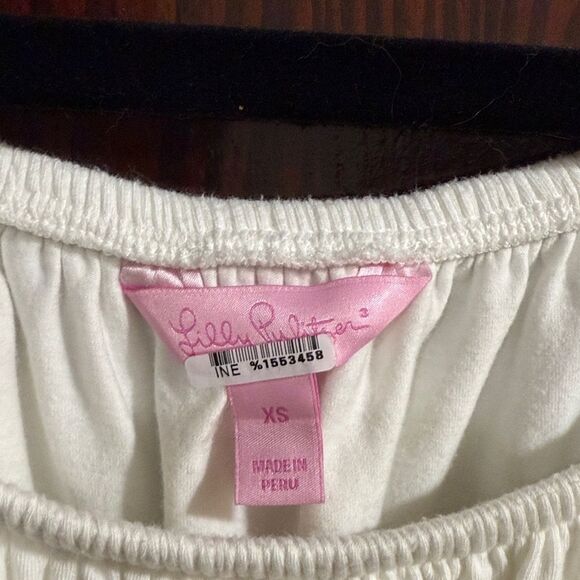 Lilly Pulitzer
INE %1553458
XS
MADE IN
PERU